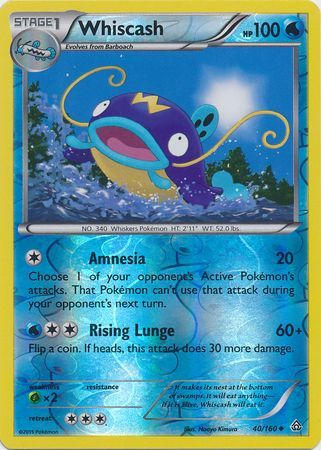 STAGE1
Whiscash
HP100
Evolves from Barboach
NO. 340 Whiskers Pokémon HT: 2'11" WT: 52.0 lbs.
Amnesia 20
Choose 1 of your opponent's Active Pokémon's
attacks. That Pokémon can't use that attack during
your opponent's next turn.
Rising Lunge 60+
Flip a coin. If heads, this attack does 30 more damage.
weakness
×2
resistance
retreat
It makes its nest at the bottom
of swamps. It will eat anything—
if it is alive, Whiscash will eat it.
©2015 Pokémon
Illus. Naoyo Kimura
40/160